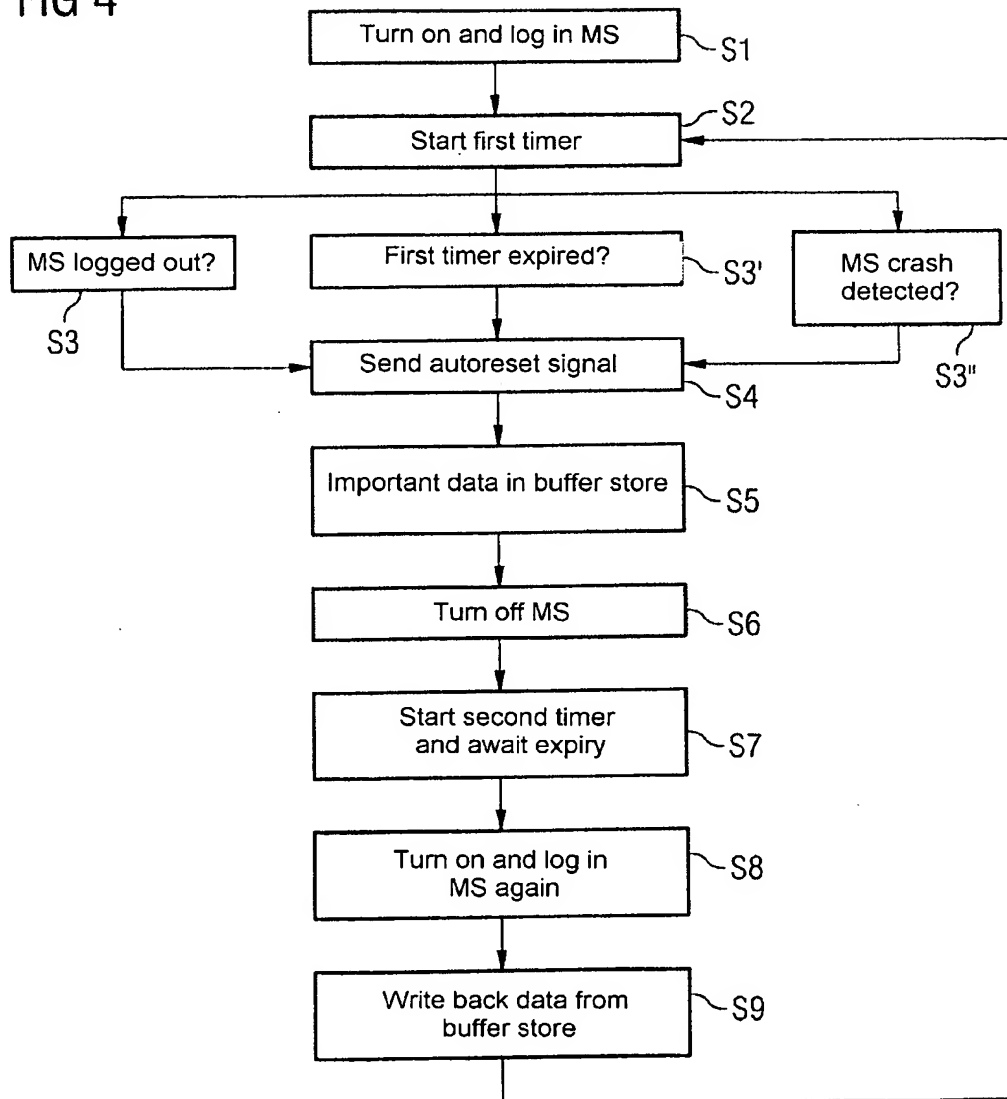 FIG 4
Turn on and log in MS
S1
S2
Start first timer
MS logged out?
S3
First timer expired?
S3'
MS crash
detected?
S3"
Send autoreset signal
S4
Important data in buffer store
S5
Turn off MS
S6
Start second timer
and await expiry
S7
Turn on and log in
MS again
S8
Write back data from
buffer store
S9